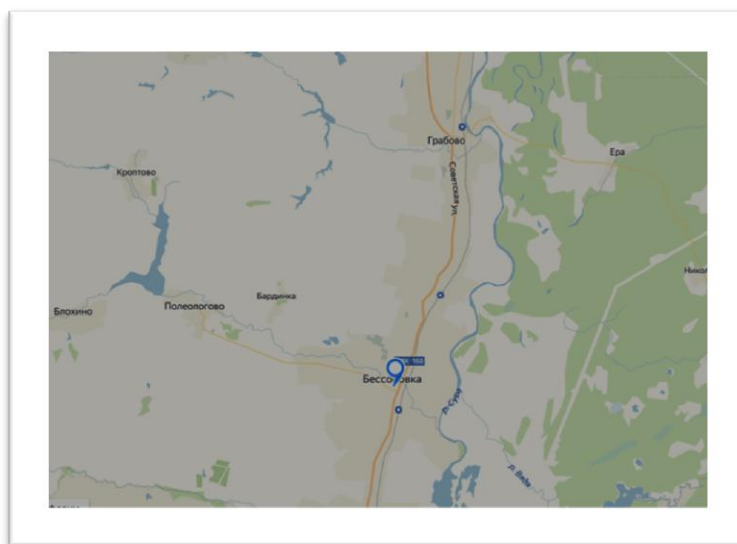 Грабово
Ера
Советская ул.
Кроптово
Никол
Бардинка
Полеологово
Блохино
Бессоновка
р. Сура
р. Вядя